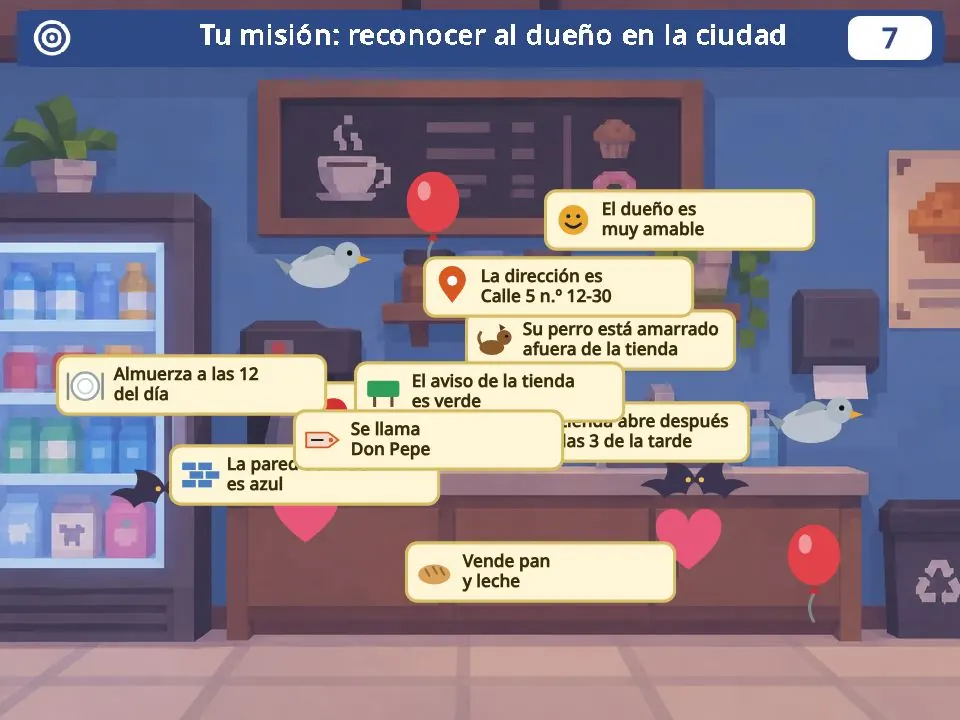 Tu misión: reconocer al dueño en la ciudad
7
El dueño es
muy amable
La dirección es
Calle 5 n.º 12-30
Su perro está amarrado
afuera de la tienda
Almuerza a las 12
del día
El aviso de la tienda
es verde
abre después
las 3 de la tarde
Se llama
Don Pepe
La pared
es azul
Vende pan
y leche